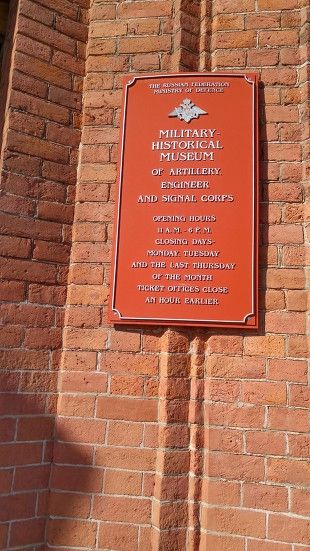 THE RUSSIAN FEDERATION
MINISTRY OF DEFENCE
MILITARY-
HISTORICAL
MUSEUM
OF ARTILLERY,
ENGINEER
AND SIGNAL CORPS
OPENING HOURS
11 A.M. - 6 P.M.
CLOSING DAYS-
MONDAY, TUESDAY
AND THE LAST THURSDAY
OF THE MONTH
TICKET OFFICES CLOSE
AN HOUR EARLIER